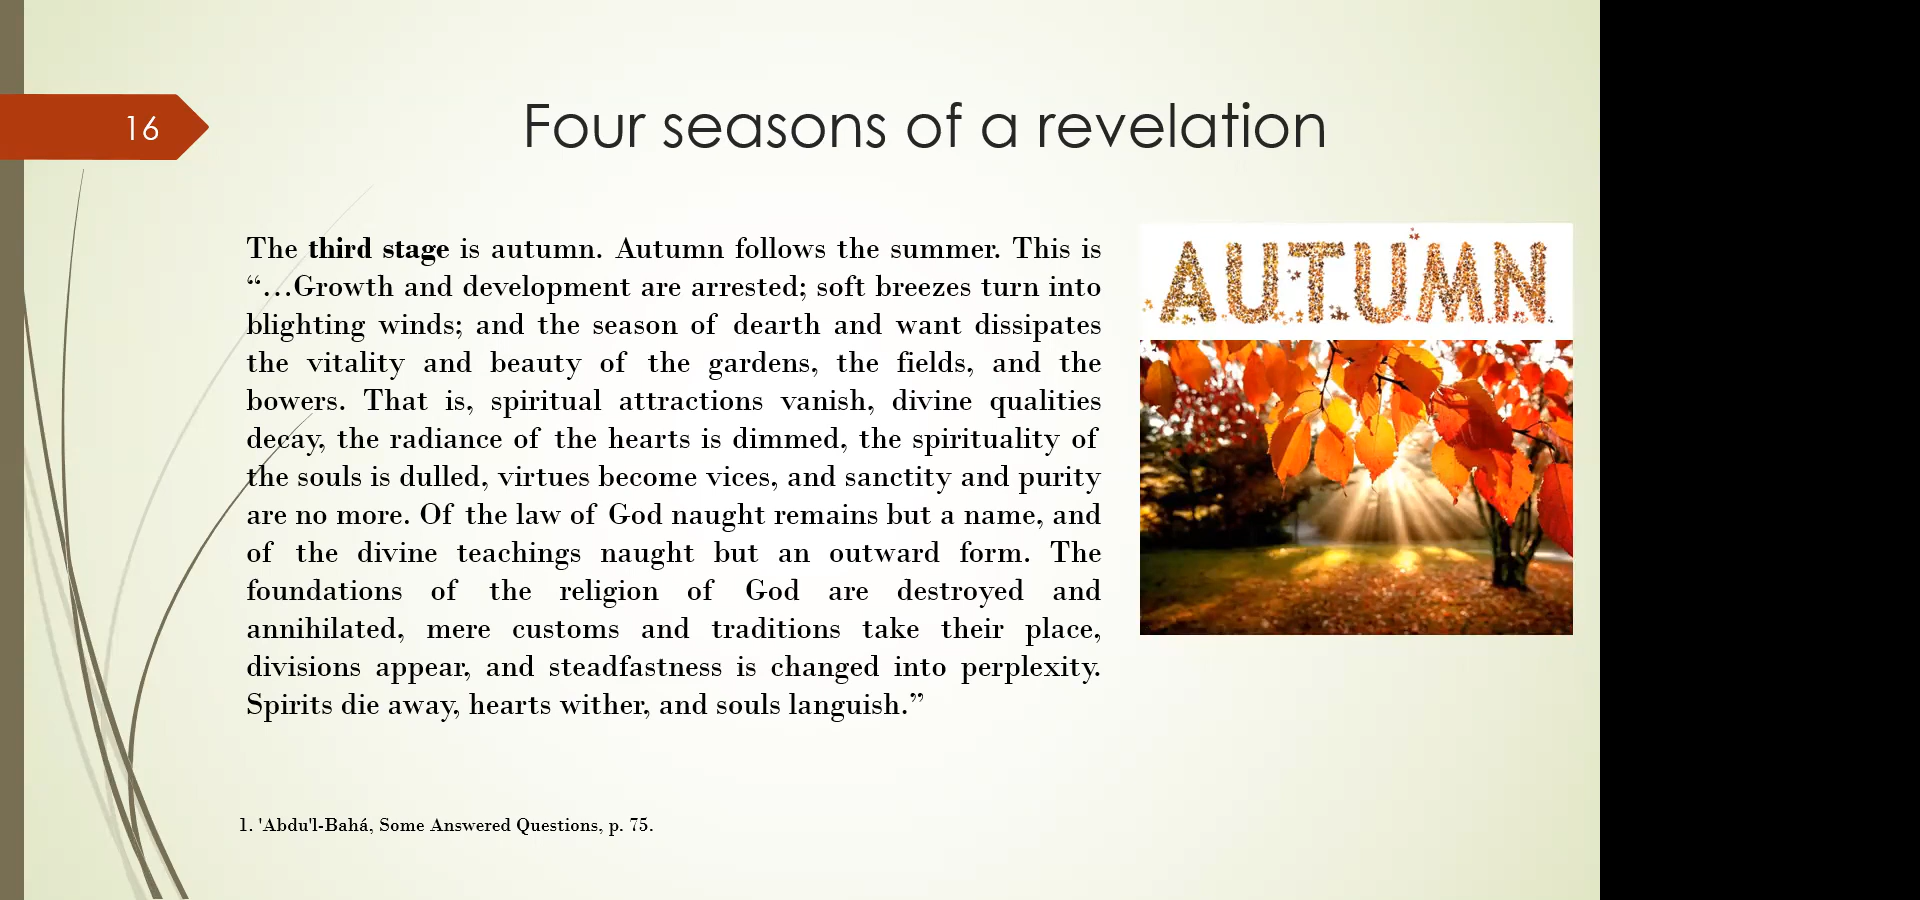 16
Four seasons of a revelation
The third stage is autumn. Autumn follows the summer. This is
“…Growth and development are arrested; soft breezes turn into
blighting winds; and the season of dearth and want dissipates
the vitality and beauty of the gardens, the fields, and the
bowers. That is, spiritual attractions vanish, divine qualities
decay, the radiance of the hearts is dimmed, the spirituality of
the souls is dulled, virtues become vices, and sanctity and purity
are no more. Of the law of God naught remains but a name, and
of the divine teachings naught but an outward form. The
foundations of the religion of God are destroyed and
annihilated, mere customs and traditions take their place,
divisions appear, and steadfastness is changed into perplexity.
Spirits die away, hearts wither, and souls languish.”
AUTUMN
1. 'Abdu'l-Bahá, Some Answered Questions, p. 75.